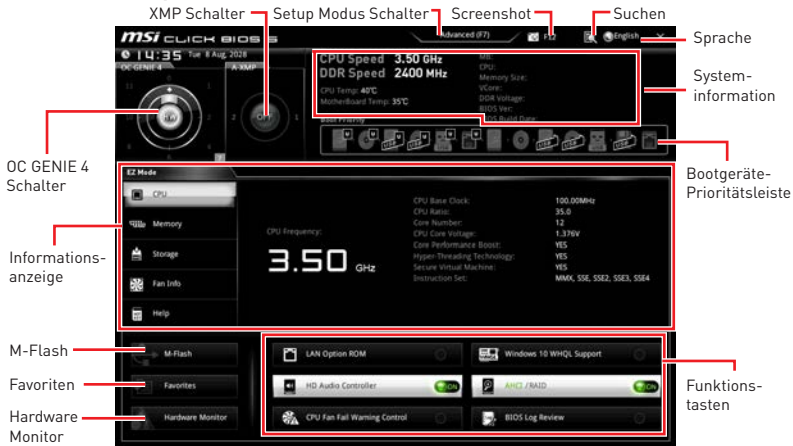 XMP Schalter
Setup Modus Schalter
Screenshot
Suchen
msi CLICK BIOS 5
Advanced (F7)
F12
English
×
Sprache
14:35 Tue 8 Aug, 2028
OC GENIE 4
A-XMP
CPU Speed 3.50 GHz
DDR Speed 2400 MHz
CPU Temp: 40°C
MotherBoard Temp: 35°C
MB:
CPU:
Memory Size:
VCore:
DDR Voltage:
BIOS Ver:
BIOS Build Date:
System-
information
Boot Priority
USB
USB
USB
USB
USB
USB
OC GENIE 4
Schalter
Bootgeräte-
Prioritätsleiste
EZ Mode
CPU
Memory
Storage
Fan Info
Help
CPU Frequency:
3.50 GHz
CPU Base Clock: 100.00MHz
CPU Ratio: 35.0
Core Number: 12
CPU Core Voltage: 1.376V
Core Performance Boost: YES
Hyper-Threading Technology: YES
Secure Virtual Machine: YES
Instruction Set: MMX, SSE, SSE2, SSE3, SSE4
Informations-
anzeige
M-Flash
M-Flash
LAN Option ROM
Windows 10 WHQL Support
Favoriten
Favorites
HD Audio Controller
ON
AHCI /RAID
ON
Funktions-
tasten
Hardware
Monitor
Hardware Monitor
CPU Fan Fail Warning Control
BIOS Log Review